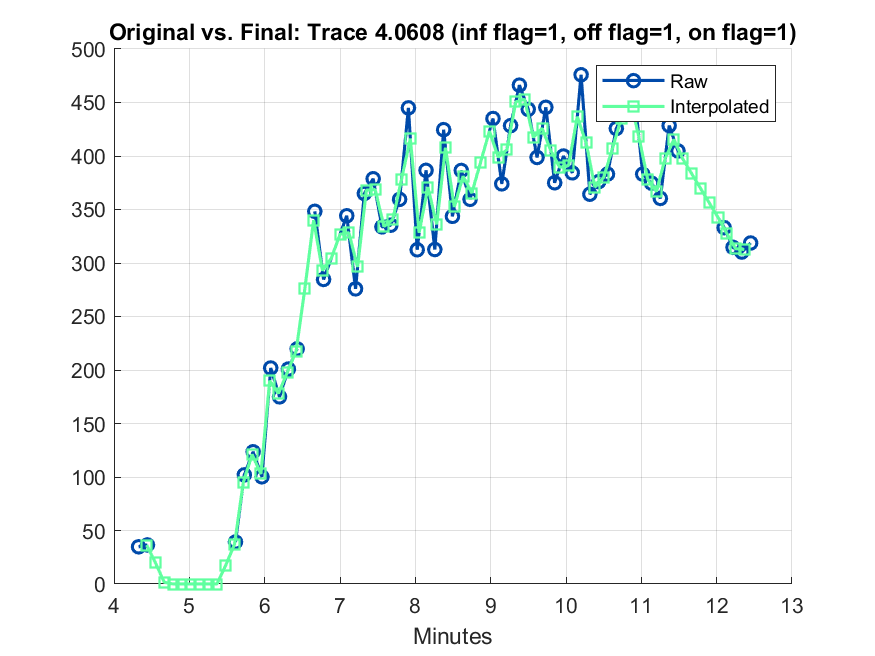 Original vs. Final: Trace 4.0608 (inf flag=1, off flag=1, on flag=1)
500
450
400
350
300
250
200
150
100
50
0
Raw
Interpolated
4 5 6 7 8 9 10 11 12 13
Minutes